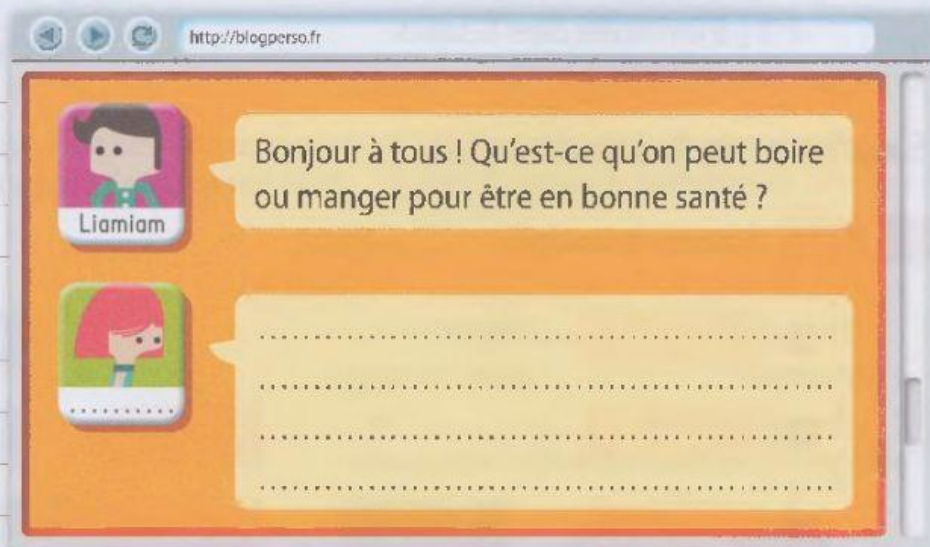 http://blogperso.fr
Bonjour à tous ! Qu'est-ce qu'on peut boire
ou manger pour être en bonne santé ?
Liamiam